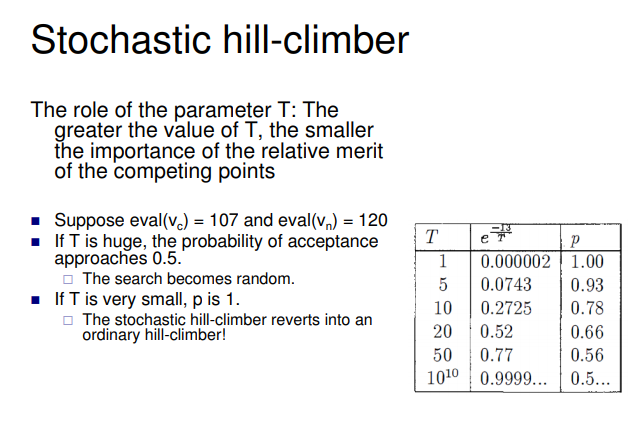 Stochastic hill-climber
The role of the parameter T: The
greater the value of T, the smaller
the importance of the relative merit
of the competing points
Suppose eval(v_c) = 107 and eval(v_n) = 120
If T is huge, the probability of acceptance
approaches 0.5.
The search becomes random.
If T is very small, p is 1.
The stochastic hill-climber reverts into an
ordinary hill-climber!
T e^{-13/T} p
1 0.000002 1.00
5 0.0743 0.93
10 0.2725 0.78
20 0.52 0.66
50 0.77 0.56
10^{10} 0.9999... 0.5...